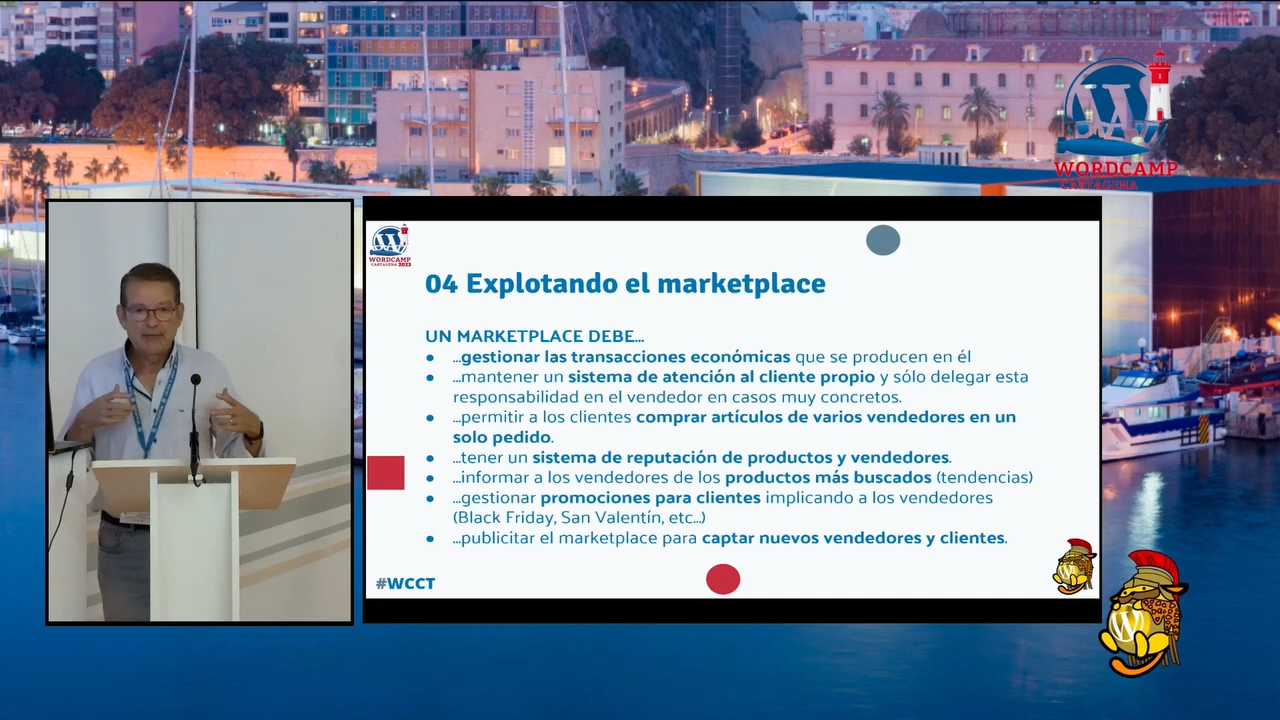 WORDCAMP
CARTAGENA
WORDCAMP
CARTAGENA 2023
04 Explotando el marketplace
UN MARKETPLACE DEBE...
● ...gestionar las transacciones económicas que se producen en él
● ...mantener un sistema de atención al cliente propio y sólo delegar esta
responsabilidad en el vendedor en casos muy concretos.
● ...permitir a los clientes comprar artículos de varios vendedores en un
solo pedido.
● ...tener un sistema de reputación de productos y vendedores.
● ...informar a los vendedores de los productos más buscados (tendencias)
● ...gestionar promociones para clientes implicando a los vendedores
(Black Friday, San Valentín, etc...)
● ...publicitar el marketplace para captar nuevos vendedores y clientes.
#WCCT